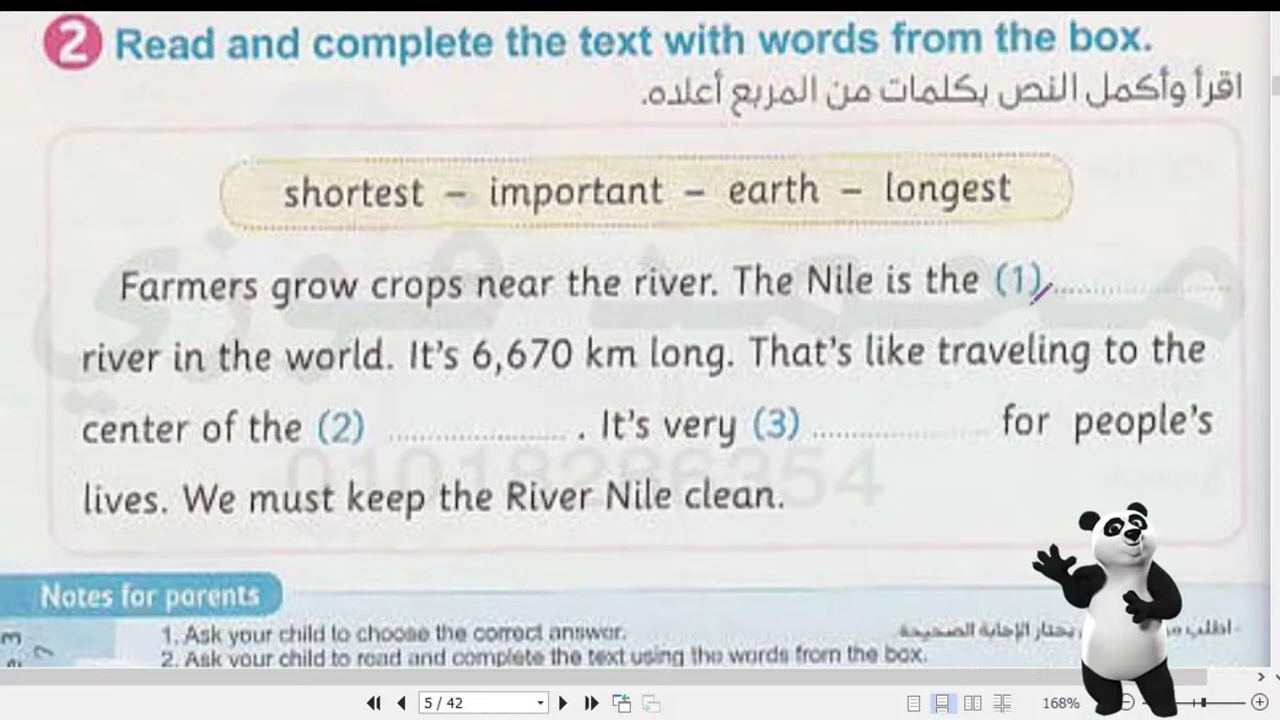 2 Read and complete the text with words from the box.
اقرأ وأكمل النص بكلمات من المربع أعلاه.
shortest – important – earth – longest
Farmers grow crops near the river. The Nile is the (1) ....................
river in the world. It's 6,670 km long. That's like traveling to the
center of the (2) .................... . It's very (3) .................... for people's
lives. We must keep the River Nile clean.
01018286354
Notes for parents
1. Ask your child to choose the correct answer.
يختار الإجابة الصحيحة
- اطلب
2. Ask your child to read and complete the text using the words from the box.
5 / 42
168%